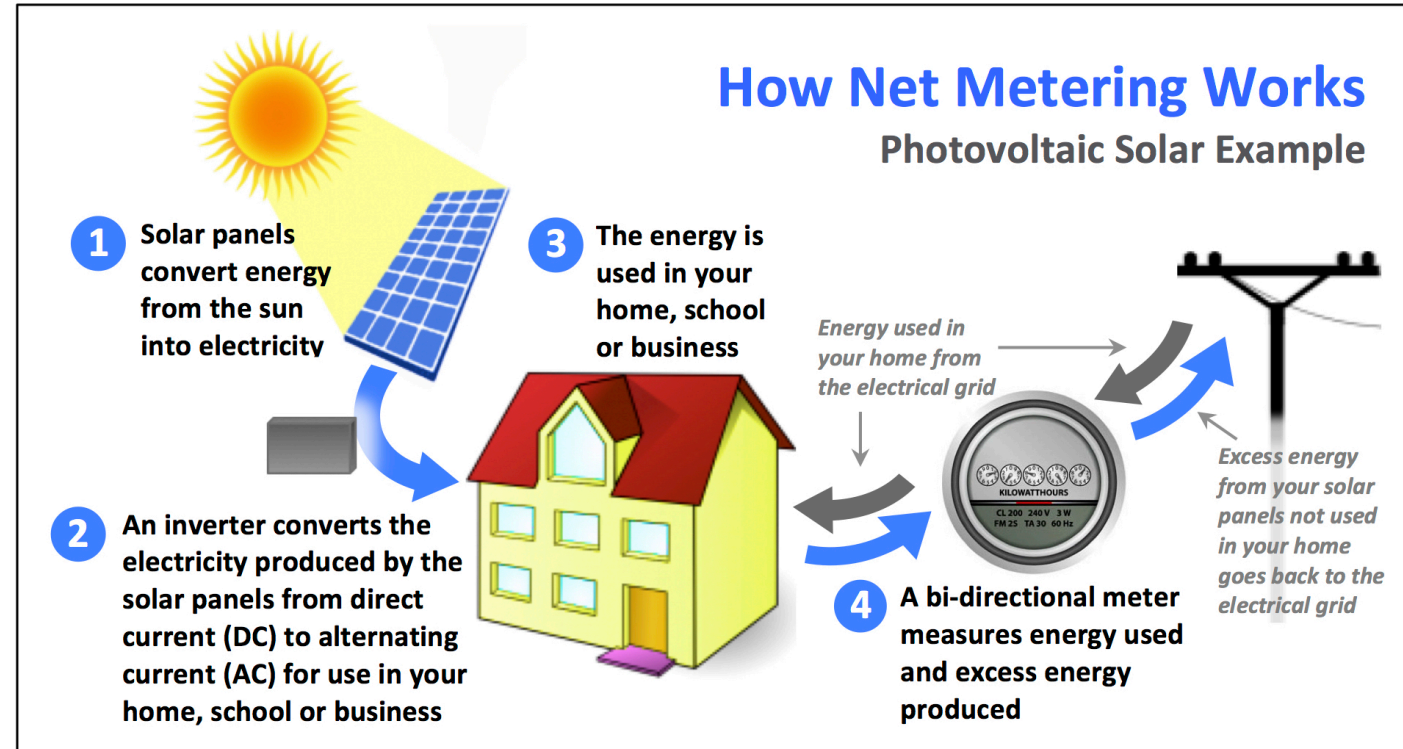 How Net Metering Works
Photovoltaic Solar Example
1
Solar panels
convert energy
from the sun
into electricity
2
An inverter converts the
electricity produced by the
solar panels from direct
current (DC) to alternating
current (AC) for use in your
home, school or business
3
The energy is
used in your
home, school
or business
Energy used in
your home from
the electrical grid
KILOWATTHOURS
CL 200 240 V 3 W
FM 2S TA 30 60 Hz
4
A bi-directional meter
measures energy used
and excess energy
produced
Excess energy
from your solar
panels not used
in your home
goes back to the
electrical grid